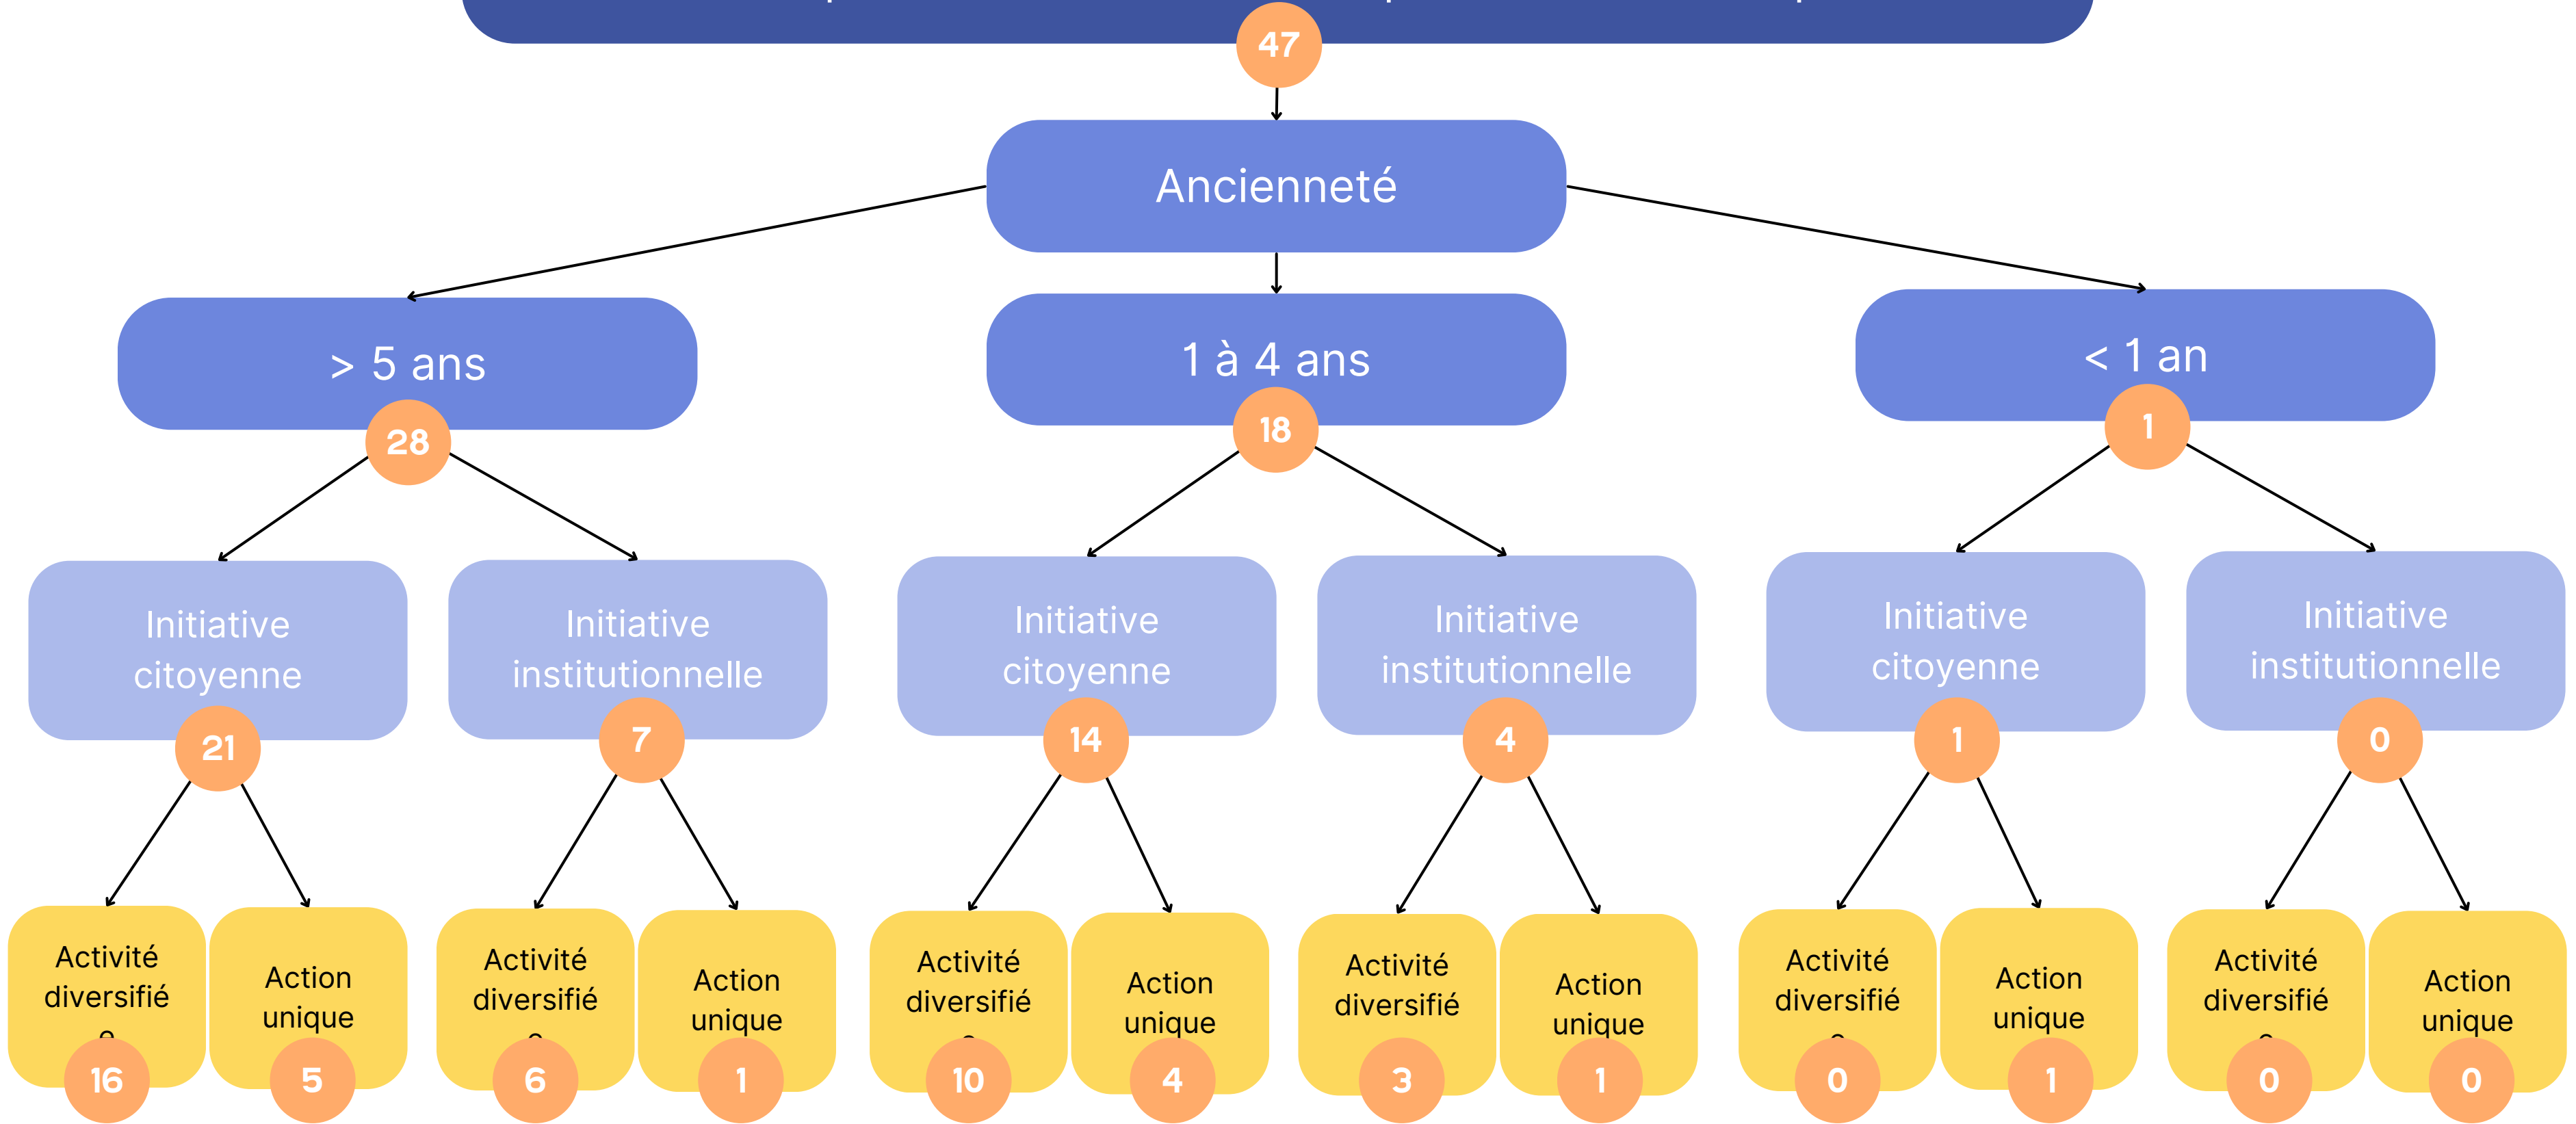 47
Ancienneté
> 5 ans
1 à 4 ans
< 1 an
28
18
1
Initiative
citoyenne
Initiative
institutionnelle
Initiative
citoyenne
Initiative
institutionnelle
Initiative
citoyenne
Initiative
institutionnelle
21
7
14
4
1
0
Activité
diversifié
e
Action
unique
Activité
diversifié
e
Action
unique
Activité
diversifié
e
Action
unique
Activité
diversifié
Action
unique
Activité
diversifié
e
Action
unique
Activité
diversifié
e
Action
unique
16
5
6
1
10
4
3
1
0
1
0
0